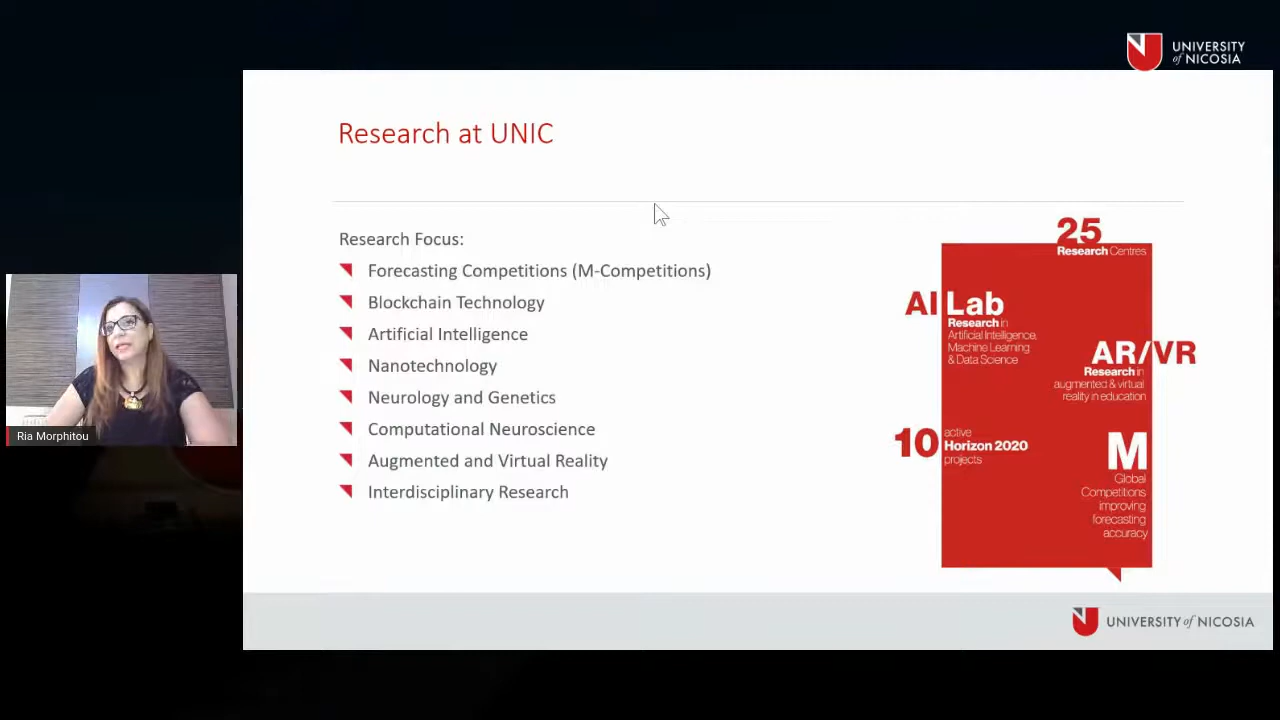 UNIVERSITY
of NICOSIA
Research at UNIC
Research Focus:
Forecasting Competitions (M-Competitions)
Blockchain Technology
Artificial Intelligence
Nanotechnology
Neurology and Genetics
Computational Neuroscience
Augmented and Virtual Reality
Interdisciplinary Research
25
Research Centres
AI Lab
Research in
Artificial Intelligence,
Machine Learning
& Data Science
AR/VR
Research in
augmented & virtual
reality in education
10 active
Horizon 2020
projects
M
Global
Competitions
improving
forecasting
accuracy
Ria Morphitou
UNIVERSITY of NICOSIA